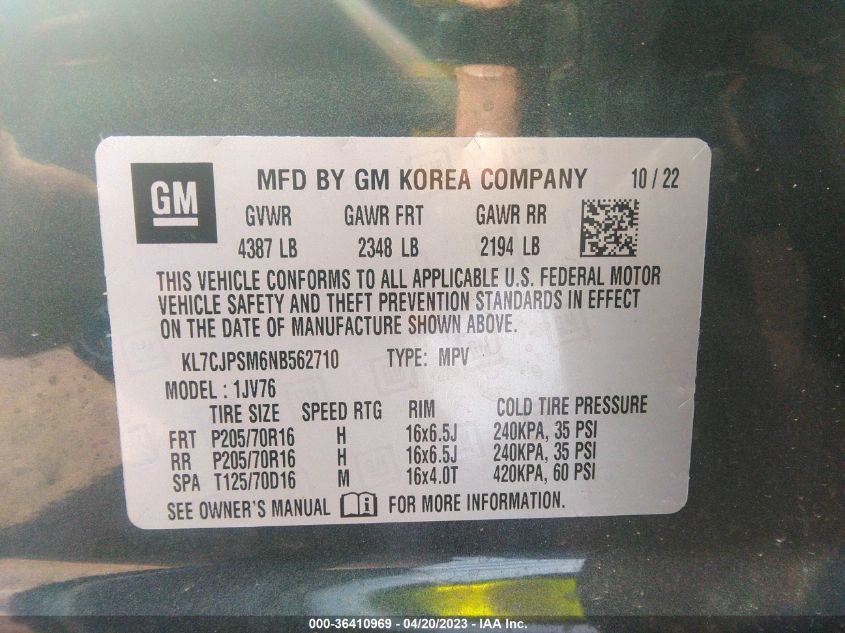 GM MFD BY GM KOREA COMPANY 10 / 22
GVWR GAWR FRT GAWR RR
4387 LB 2348 LB 2194 LB
THIS VEHICLE CONFORMS TO ALL APPLICABLE U.S. FEDERAL MOTOR
VEHICLE SAFETY AND THEFT PREVENTION STANDARDS IN EFFECT
ON THE DATE OF MANUFACTURE SHOWN ABOVE.
KL7CJPSM6NB562710 TYPE: MPV
MODEL : 1JV76
TIRE SIZE SPEED RTG RIM COLD TIRE PRESSURE
FRT P205/70R16 H 16x6.5J 240KPA, 35 PSI
RR P205/70R16 H 16x6.5J 240KPA, 35 PSI
SPA T125/70D16 M 16x4.0T 420KPA, 60 PSI
SEE OWNER'S MANUAL FOR MORE INFORMATION.
000-36410969 - 04/20/2023 - IAA Inc.